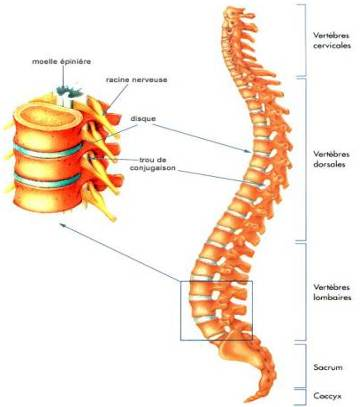 moelle épinière
racine nerveuse
disque
trou de
conjugaison
Vertèbres
cervicales
Vertèbres
dorsales
Vertèbres
lombaires
Sacrum
Coccyx